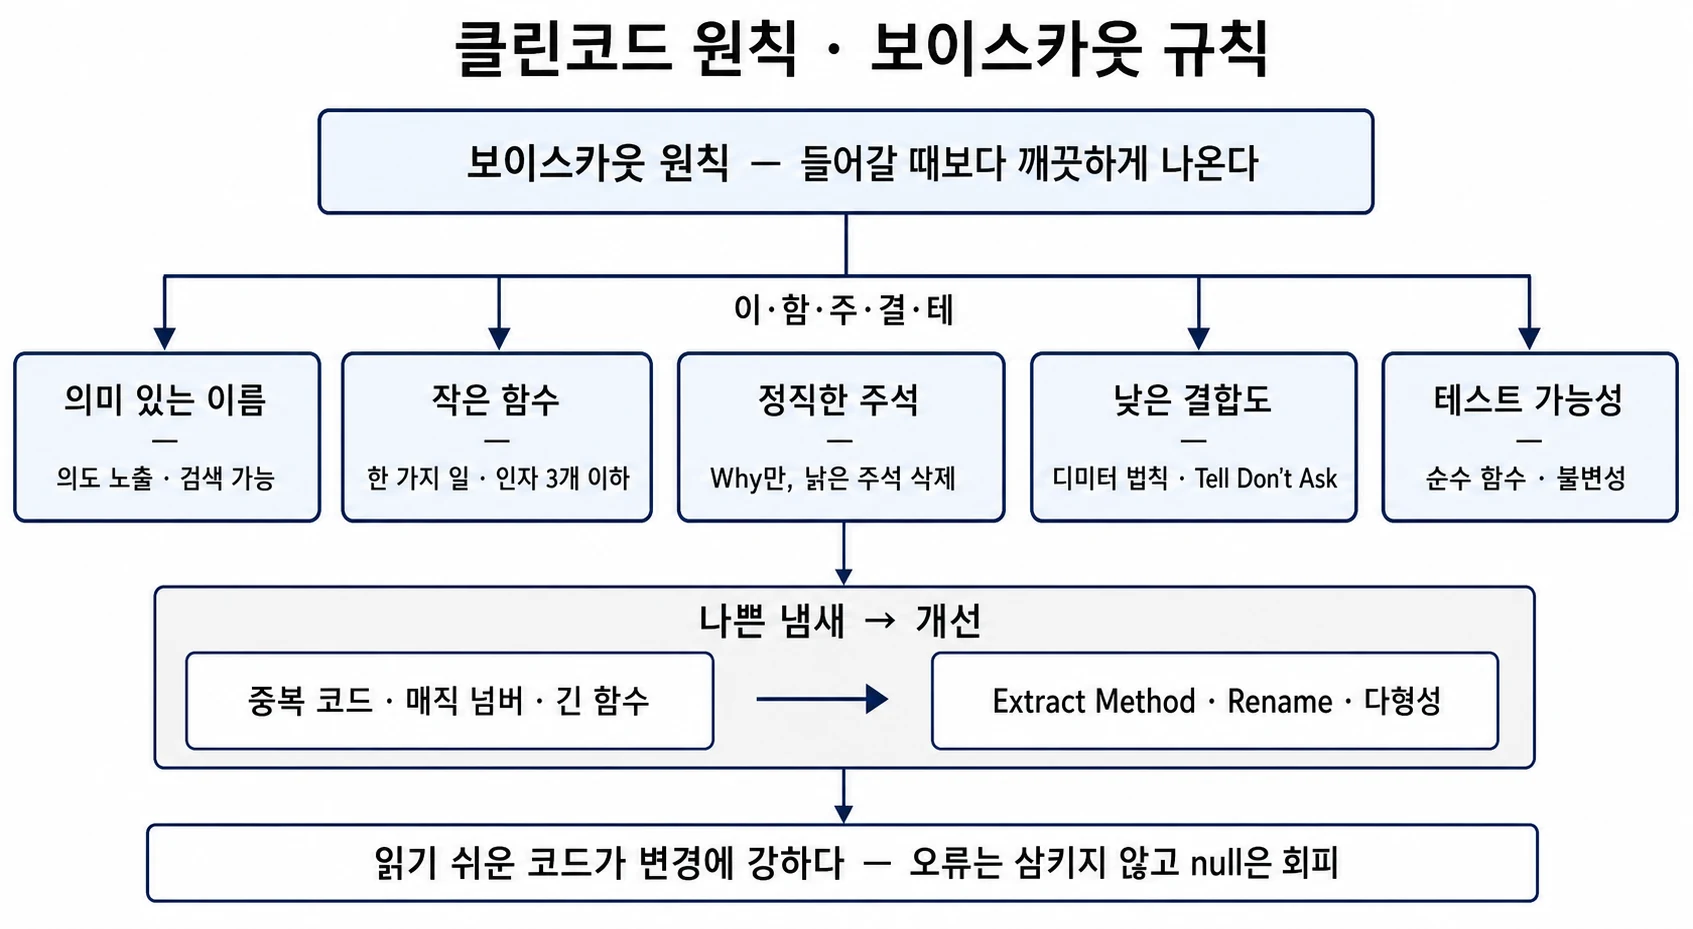 클린코드 원칙 · 보이스카웃 규칙
보이스카웃 원칙 — 들어갈 때보다 깨끗하게 나온다
이·함·주·결·테
의미 있는 이름
—
의도 노출 · 검색 가능
작은 함수
—
한 가지 일 · 인자 3개 이하
정직한 주석
—
Why만, 낡은 주석 삭제
낮은 결합도
—
디미터 법칙 · Tell Don't Ask
테스트 가능성
—
순수 함수 · 불변성
나쁜 냄새 → 개선
중복 코드 · 매직 넘버 · 긴 함수
Extract Method · Rename · 다형성
읽기 쉬운 코드가 변경에 강하다 — 오류는 삼키지 않고 null은 회피